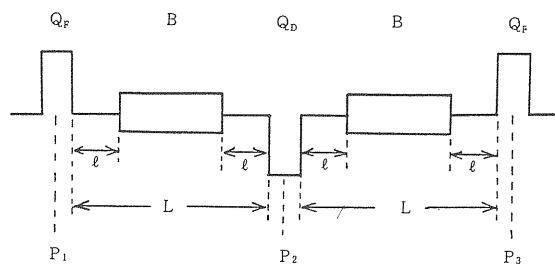 Q_F B Q_D B Q_F
ℓ ℓ ℓ ℓ
L L
P_1 P_2 P_3